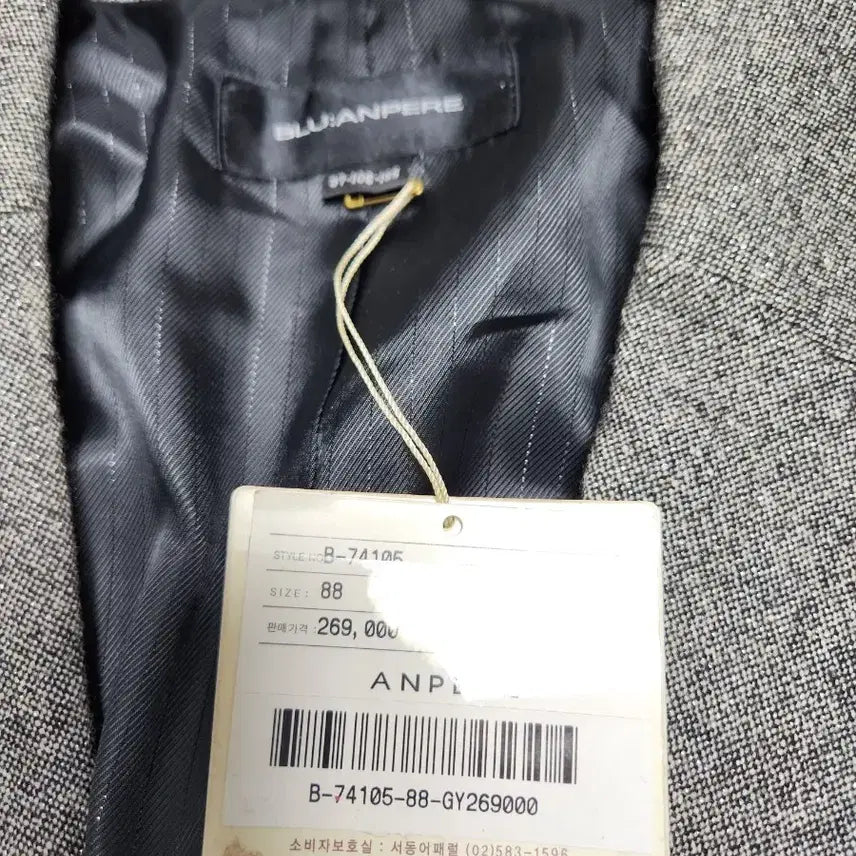 BLU:ANPERE
STYLE NO B-74105
SIZE: 88
판매가격 : 269,000
B-74105-88-GY269000
소비자보호실 : 서동어패럴 (02)583-1596